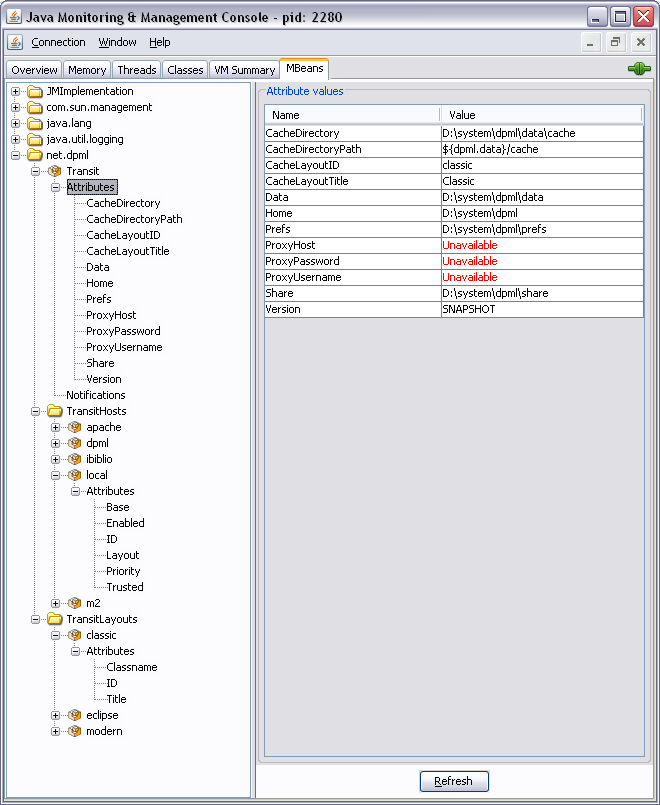 Java Monitoring & Management Console - pid: 2280
Connection Window Help
Overview Memory Threads Classes VM Summary MBeans
JMImplementation
com.sun.management
java.lang
java.util.logging
net.dpml
Transit
Attributes
CacheDirectory
CacheDirectoryPath
CacheLayoutID
CacheLayoutTitle
Data
Home
Prefs
ProxyHost
ProxyPassword
ProxyUsername
Share
Version
Notifications
TransitHosts
apache
dpml
ibiblio
local
Attributes
Base
Enabled
ID
Layout
Priority
Trusted
m2
TransitLayouts
classic
Attributes
Classname
ID
Title
eclipse
modern
Attribute values
Name Value
CacheDirectory D:\system\dpml\data\cache
CacheDirectoryPath ${dpml.data}/cache
CacheLayoutID classic
CacheLayoutTitle Classic
Data D:\system\dpml\data
Home D:\system\dpml
Prefs D:\system\dpml\prefs
ProxyHost Unavailable
ProxyPassword Unavailable
ProxyUsername Unavailable
Share D:\system\dpml\share
Version SNAPSHOT
Refresh